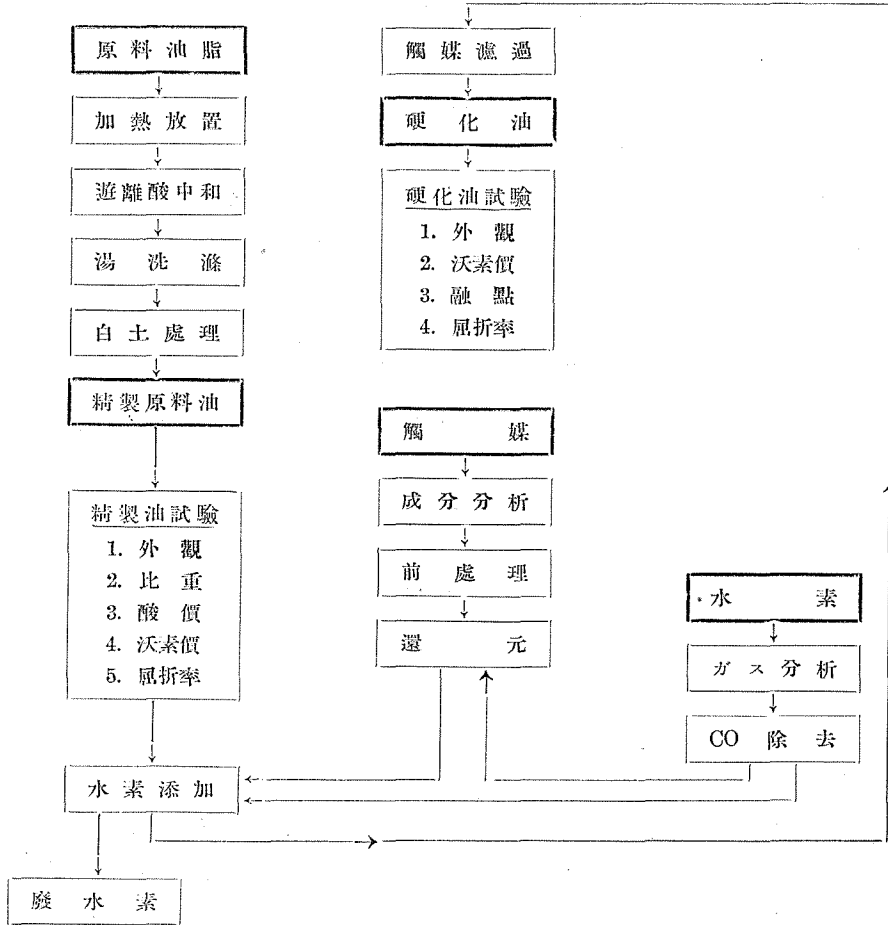 原料油脂
加熱放置
遊離酸中和
湯洗滌
白土處理
精製原料油
精製油試驗
1. 外觀
2. 比重
3. 酸價
4. 沃素價
5. 屈折率
水素添加
廢水素
觸媒濾過
硬化油
硬化油試驗
1. 外觀
2. 沃素價
3. 融點
4. 屈折率
觸媒
成分分析
前處理
還元
水素
ガス分析
CO除去